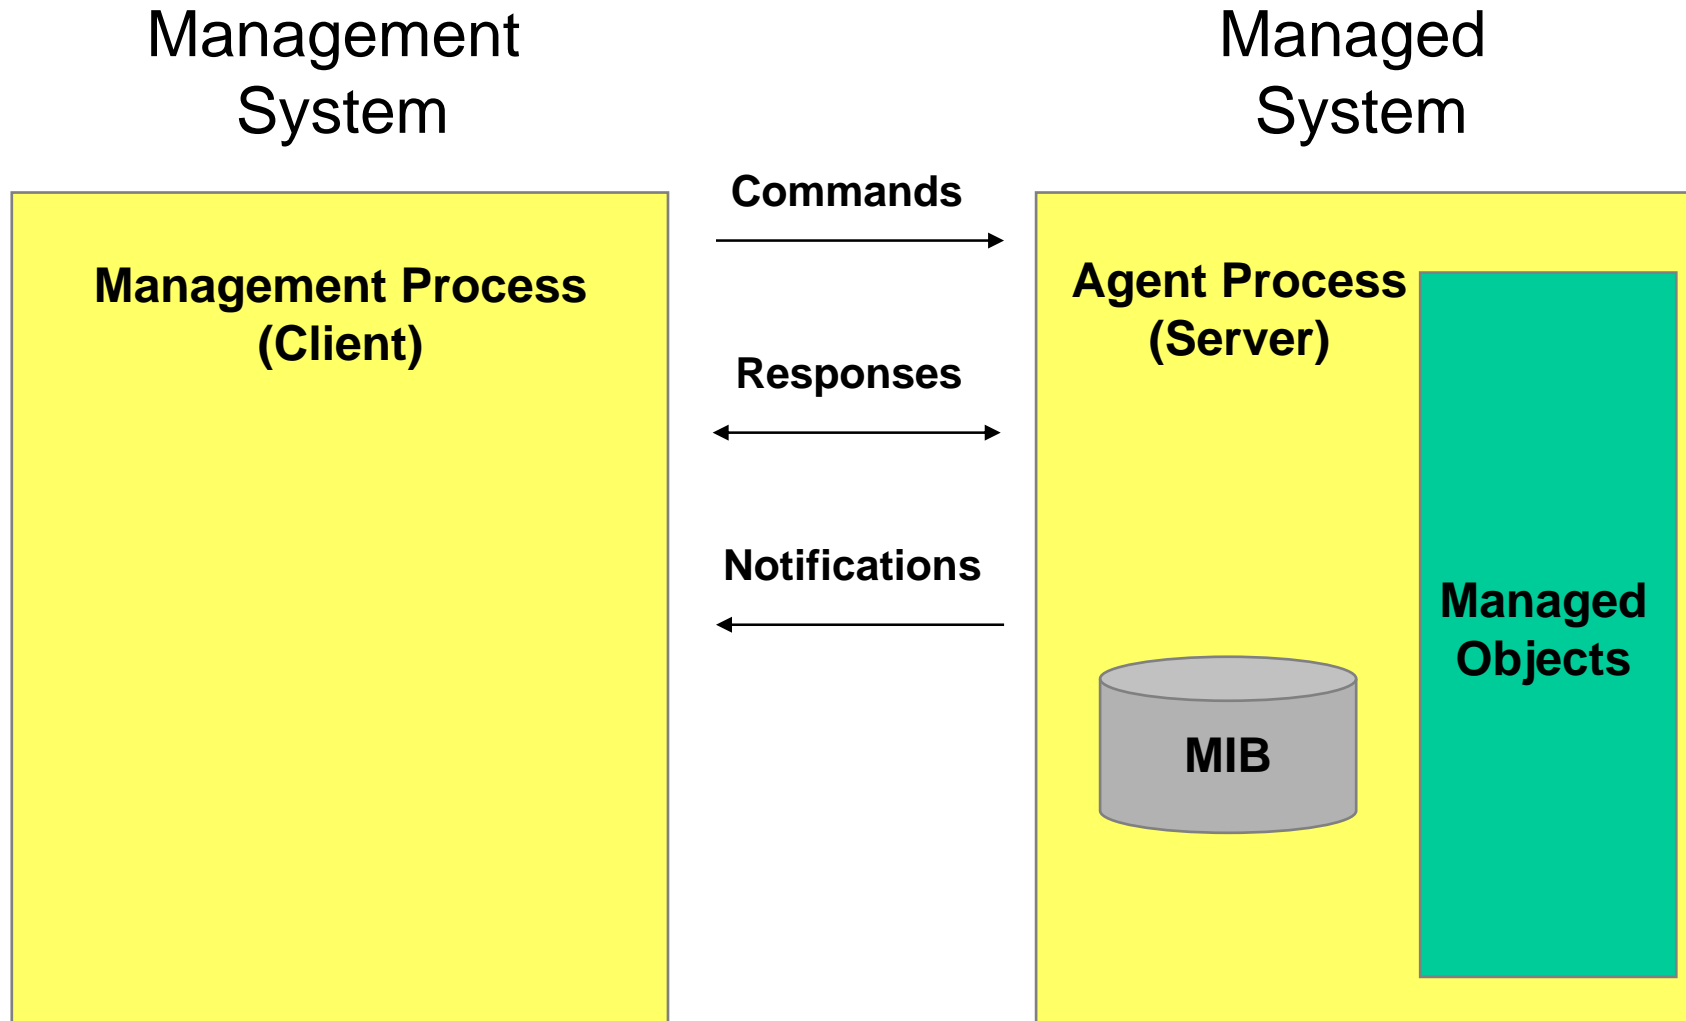 Management
System
Managed
System
Commands
Management Process
(Client)
Agent Process
(Server)
Responses
Notifications
Managed
Objects
MIB